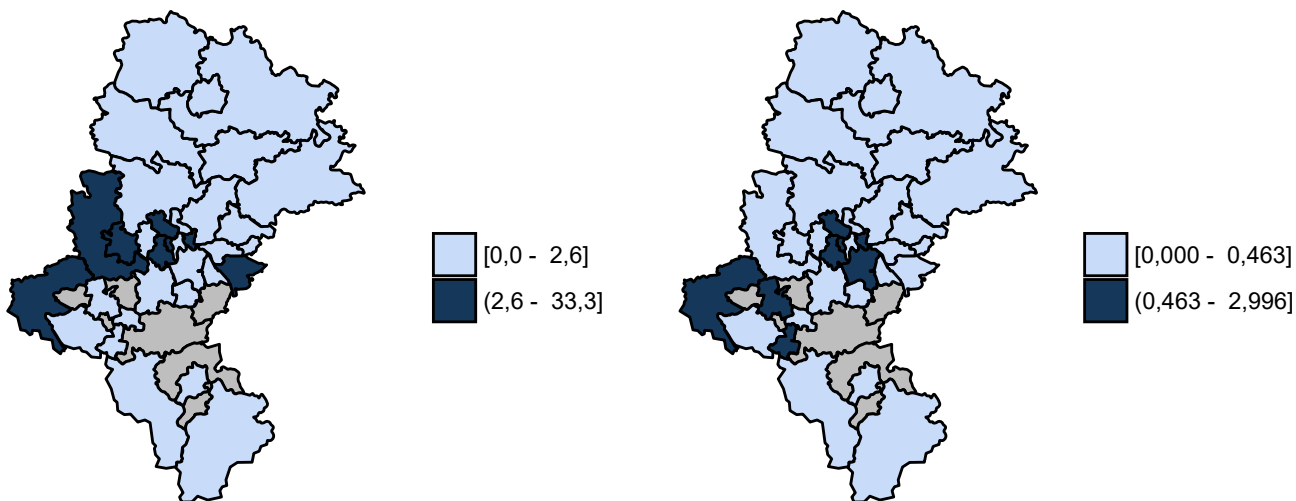 [0,0 - 2,6]
(2,6 - 33,3]
[0,000 - 0,463]
(0,463 - 2,996]